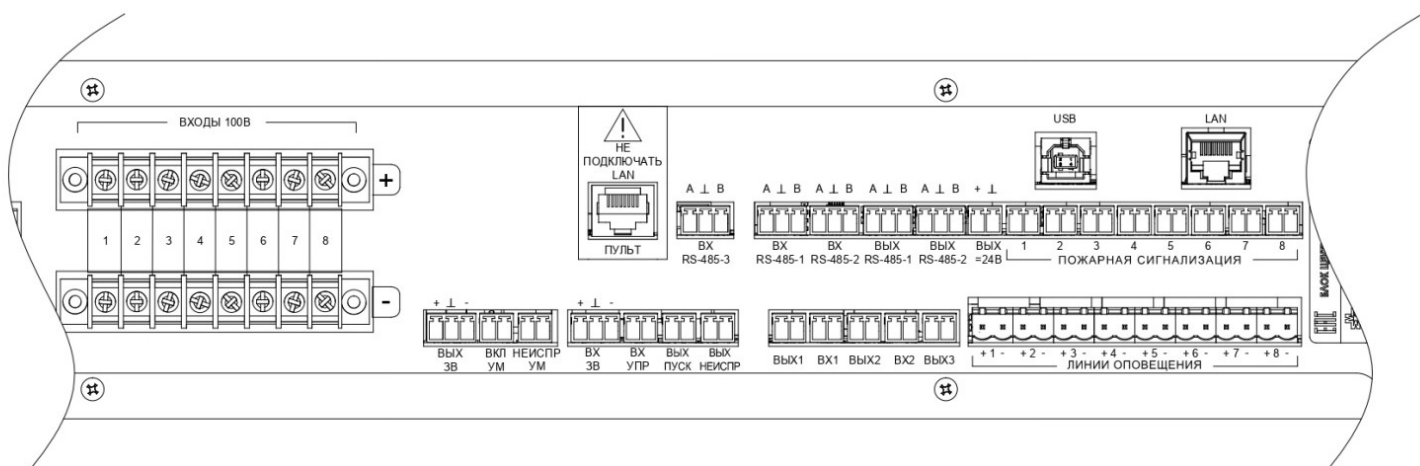 ВХОДЫ 100В
+
1 2 3 4 5 6 7 8
-
!
НЕ
ПОДКЛЮЧАТЬ
LAN
ПУЛЬТ
USB
LAN
A ⊥ B
ВХ
RS-485-3
A ⊥ B A ⊥ B A ⊥ B A ⊥ B + ⊥
ВХ ВХ ВЫХ ВЫХ ВЫХ 1 2 3 4 5 6 7 8
RS-485-1 RS-485-2 RS-485-1 RS-485-2 =24В ПОЖАРНАЯ СИГНАЛИЗАЦИЯ
+ ⊥ -
ВЫХ ВКЛ НЕИСПР
ЗВ УМ УМ
+ ⊥ -
ВХ ВХ ВЫХ ВЫХ
ЗВ УПР ПУСК НЕИСПР
ВЫХ1 ВХ1 ВЫХ2 ВХ2 ВЫХ3
+1- +2- +3- +4- +5- +6- +7- +8-
ЛИНИИ ОПОВЕЩЕНИЯ